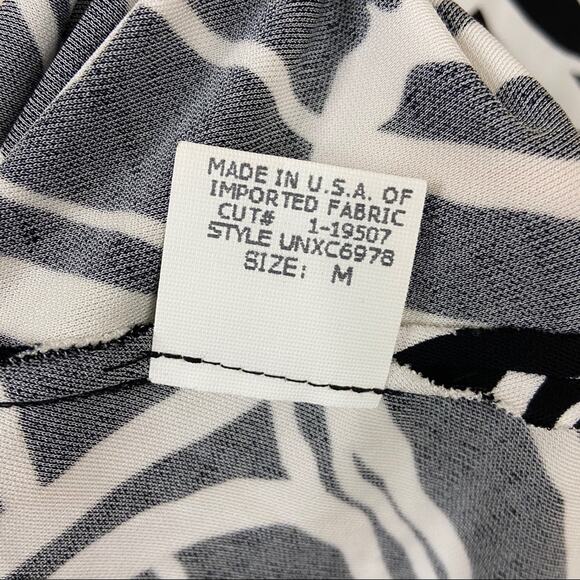 MADE IN U.S.A. OF
IMPORTED FABRIC
CUT# 1-19507
STYLE UNXC6978
SIZE: M